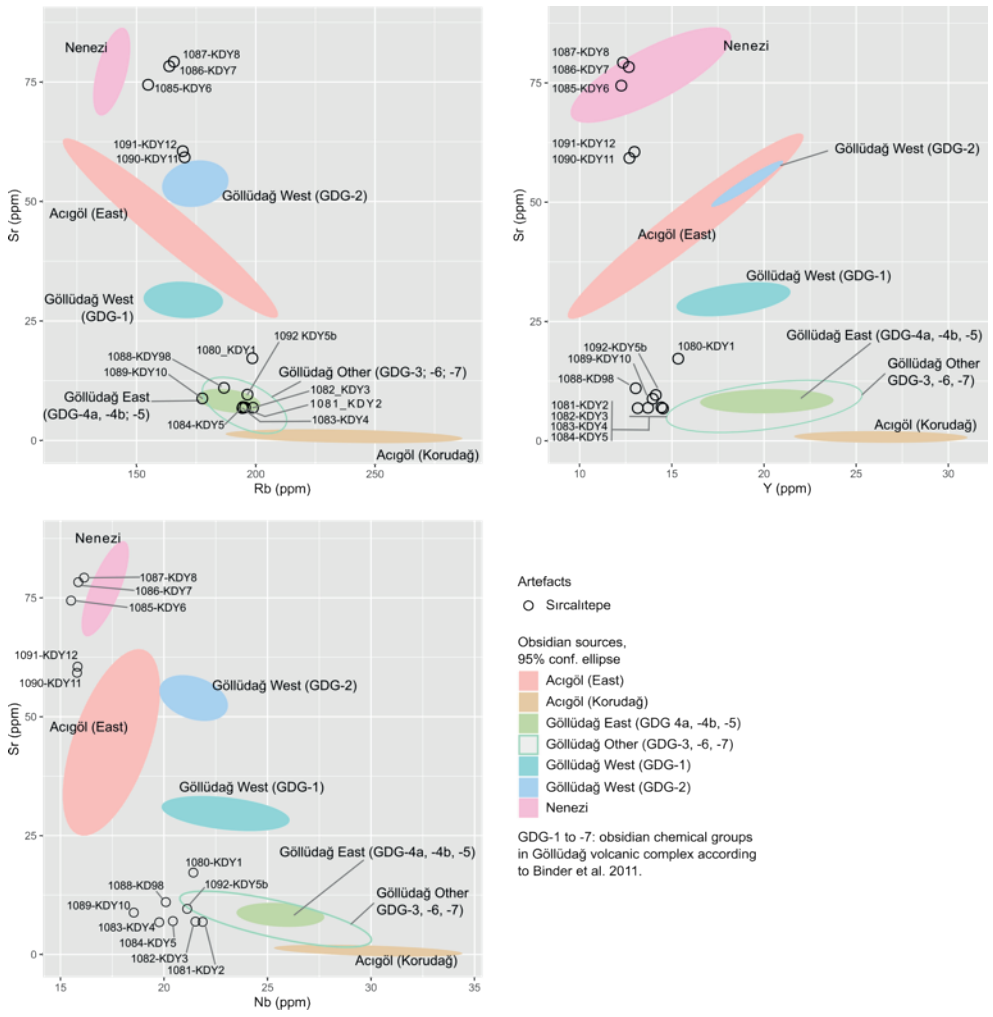 Nenezi
1087-KDY8
1086-KDY7
1085-KDY6
75
1091-KDY12
1090-KDY11
Göllüdağ West (GDG-2)
50
Acıgöl (East)
Sr (ppm)
Göllüdağ West
(GDG-1)
25
1080_KDY1
1092 KDY5b
1088-KDY98
1089-KDY10
Göllüdağ Other (GDG-3; -6; -7)
Göllüdağ East
(GDG-4a, -4b; -5)
1082_KDY3
1081_KDY2
1083-KDY4
1084-KDY5
0
Acıgöl (Korudağ)
150
200
250
Rb (ppm)
1087-KDY8
Nenezi
1086-KDY7
1085-KDY6
75
1091-KDY12
1090-KDY11
Göllüdağ West (GDG-2)
50
Acıgöl (East)
Sr (ppm)
Göllüdağ West (GDG-1)
25
Göllüdağ East (GDG-4a, -4b, -5)
1092-KDY5b
1080-KDY1
1089-KDY10
Göllüdağ Other
GDG-3, -6, -7)
1088-KD98
1081-KDY2
1082-KDY3
1083-KDY4
1084-KDY5
Acıgöl (Korudağ)
0
10
15
20
25
30
Y (ppm)
Nenezi
1087-KDY8
1086-KDY7
1085-KDY6
75
1091-KDY12
1090-KDY11
Göllüdağ West (GDG-2)
50
Acıgöl (East)
Sr (ppm)
Göllüdağ West (GDG-1)
25
1080-KDY1
Göllüdağ East (GDG-4a, -4b, -5)
1088-KD98
1092-KDY5b
1089-KDY10
Göllüdağ Other
GDG-3, -6, -7)
1083-KDY4
1084-KDY5
1082-KDY3
1081-KDY2
Acıgöl (Korudağ)
0
15
20
25
30
35
Nb (ppm)
Artefacts
Sırcalıtepe
Obsidian sources,
95% conf. ellipse
Acıgöl (East)
Acıgöl (Korudağ)
Göllüdağ East (GDG 4a, -4b, -5)
Göllüdağ Other (GDG-3, -6, -7)
Göllüdağ West (GDG-1)
Göllüdağ West (GDG-2)
Nenezi
GDG-1 to -7: obsidian chemical groups
in Göllüdağ volcanic complex according
to Binder et al. 2011.